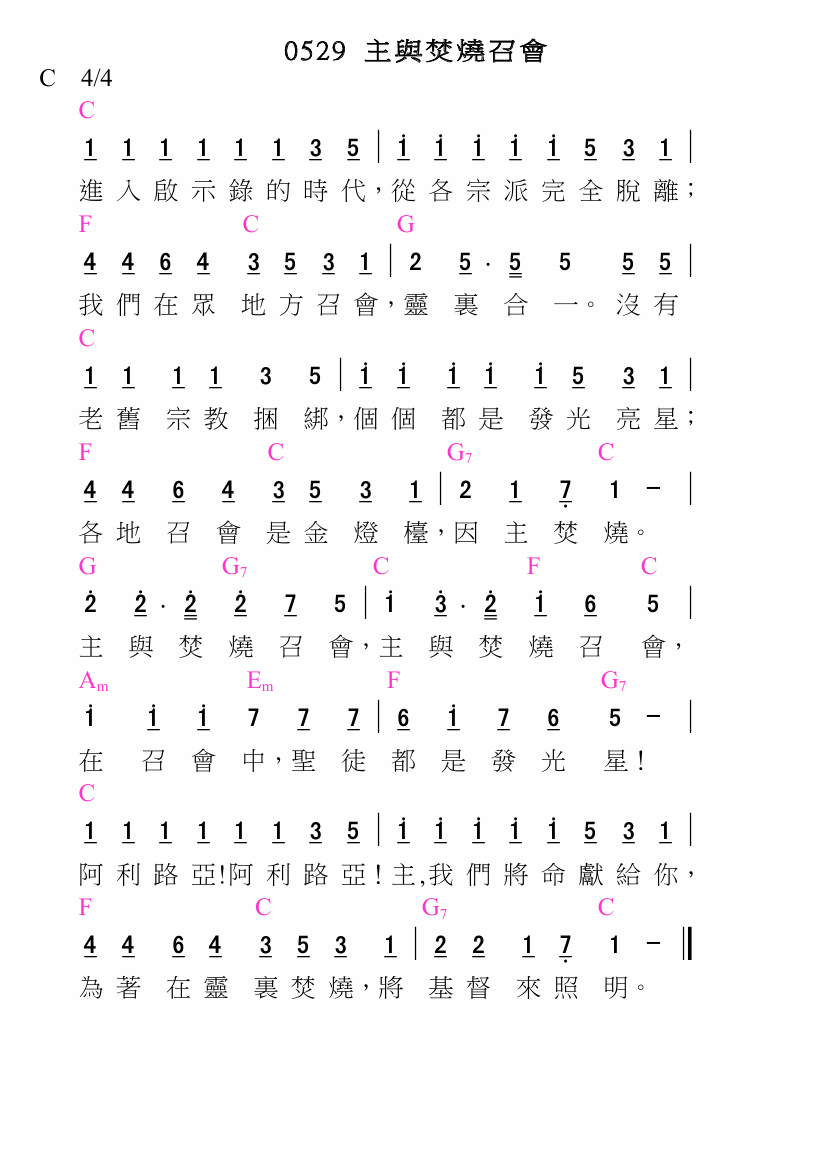 0529 主與焚燒召會
C 4/4
C
1 1 1 1 1 1 3 5 | i i i i i 5 3 1 |
進入啟示錄的時代，從各宗派完全脫離；
F C G
4 4 6 4 3 5 3 1 | 2 5 . 5 5 5 5 |
我們在眾地方召會，靈裏合一。沒有
C
1 1 1 1 3 5 | i i i i i 5 3 1 |
老舊宗教捆綁，個個都是發光亮星；
F C G7 C
4 4 6 4 3 5 3 1 | 2 1 7̣ 1 － |
各地召會是金燈檯，因主焚燒。
G G7 C F C
2̇ 2̇ . 2̇ 2̇ 7 5 | i 3̇ . 2̇ i 6 5 |
主與焚燒召會，主與焚燒召會，
Am Em F G7
i i i 7 7 7 | 6 i 7 6 5 － |
在召會中，聖徒都是發光星！
C
1 1 1 1 1 1 3 5 | i i i i i 5 3 1 |
阿利路亞!阿利路亞！主,我們將命獻給你，
F C G7 C
4 4 6 4 3 5 3 1 | 2 2 1 7̣ 1 － ‖
為著在靈裏焚燒，將基督來照明。